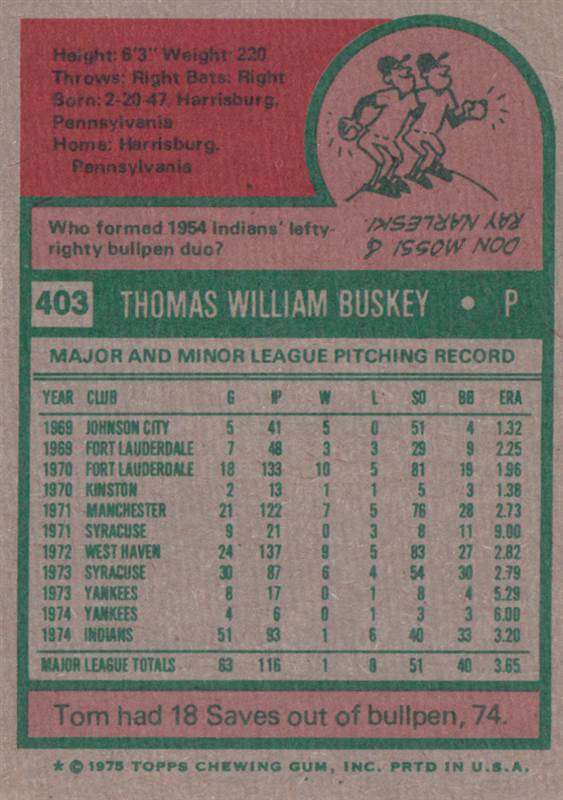 Height: 6'3" Weight: 220
Throws: Right Bats: Right
Born: 2-20-47, Harrisburg,
Pennsylvania
Home: Harrisburg,
Pennsylvania
Who formed 1954 Indians' lefty-
righty bullpen duo?
DON MOSSI &
RAY NARLESKI.
403 THOMAS WILLIAM BUSKEY • P
MAJOR AND MINOR LEAGUE PITCHING RECORD
YEAR CLUB G IP W L SO BB ERA
1969 JOHNSON CITY 5 41 5 0 51 4 1.32
1969 FORT LAUDERDALE 7 48 3 3 29 9 2.25
1970 FORT LAUDERDALE 18 133 10 5 81 19 1.96
1970 KINSTON 2 13 1 1 5 3 1.38
1971 MANCHESTER 21 122 7 5 76 28 2.73
1971 SYRACUSE 9 21 0 3 8 11 9.00
1972 WEST HAVEN 24 137 9 5 83 27 2.82
1973 SYRACUSE 30 87 6 4 54 30 2.79
1973 YANKEES 8 17 0 1 8 4 5.29
1974 YANKEES 4 6 0 1 3 3 6.00
1974 INDIANS 51 93 1 6 40 33 3.20
MAJOR LEAGUE TOTALS 63 116 1 8 51 40 3.65
Tom had 18 Saves out of bullpen, 74.
* © 1975 TOPPS CHEWING GUM, INC. PRTD IN U.S.A.